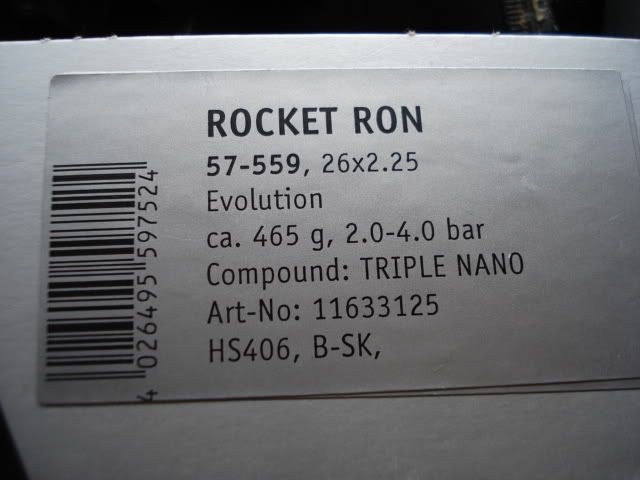 ROCKET RON
57-559, 26x2.25
Evolution
ca. 465 g, 2.0-4.0 bar
Compound: TRIPLE NANO
Art-No: 11633125
HS406, B-SK,
4 026495 597524